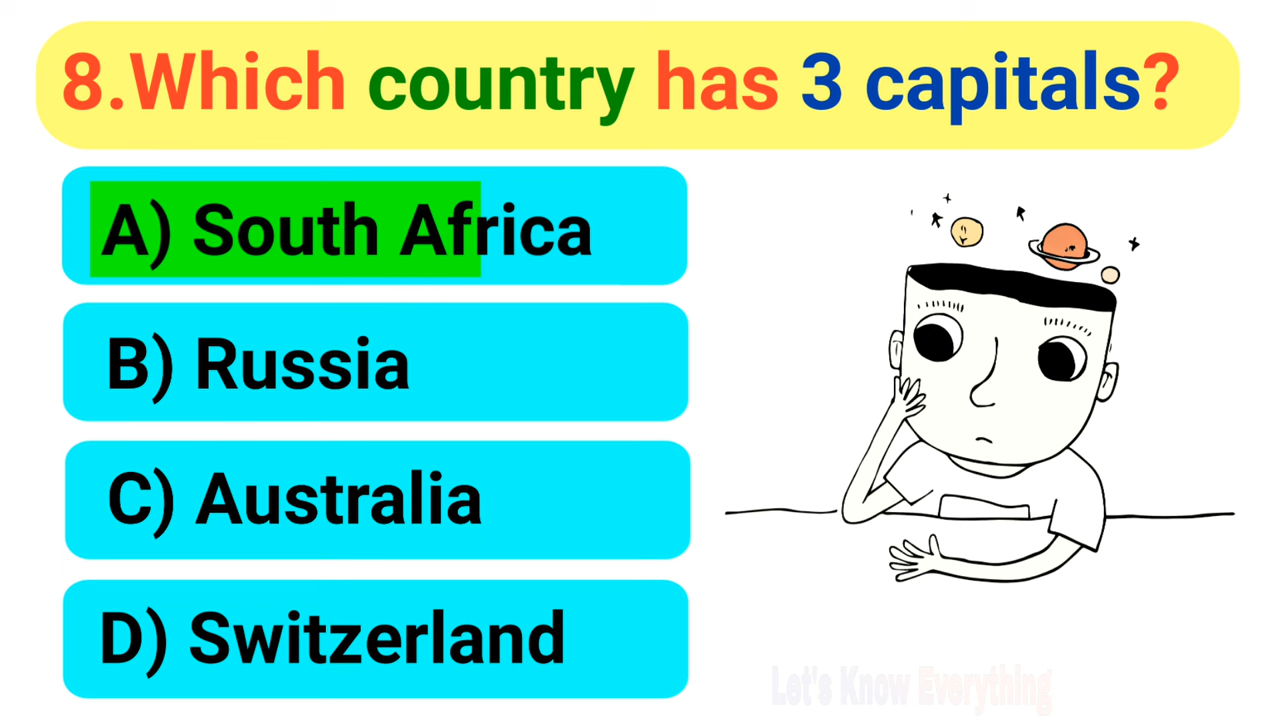 8.Which country has 3 capitals?
A) South Africa
B) Russia
C) Australia
D) Switzerland
Let's Know Everything